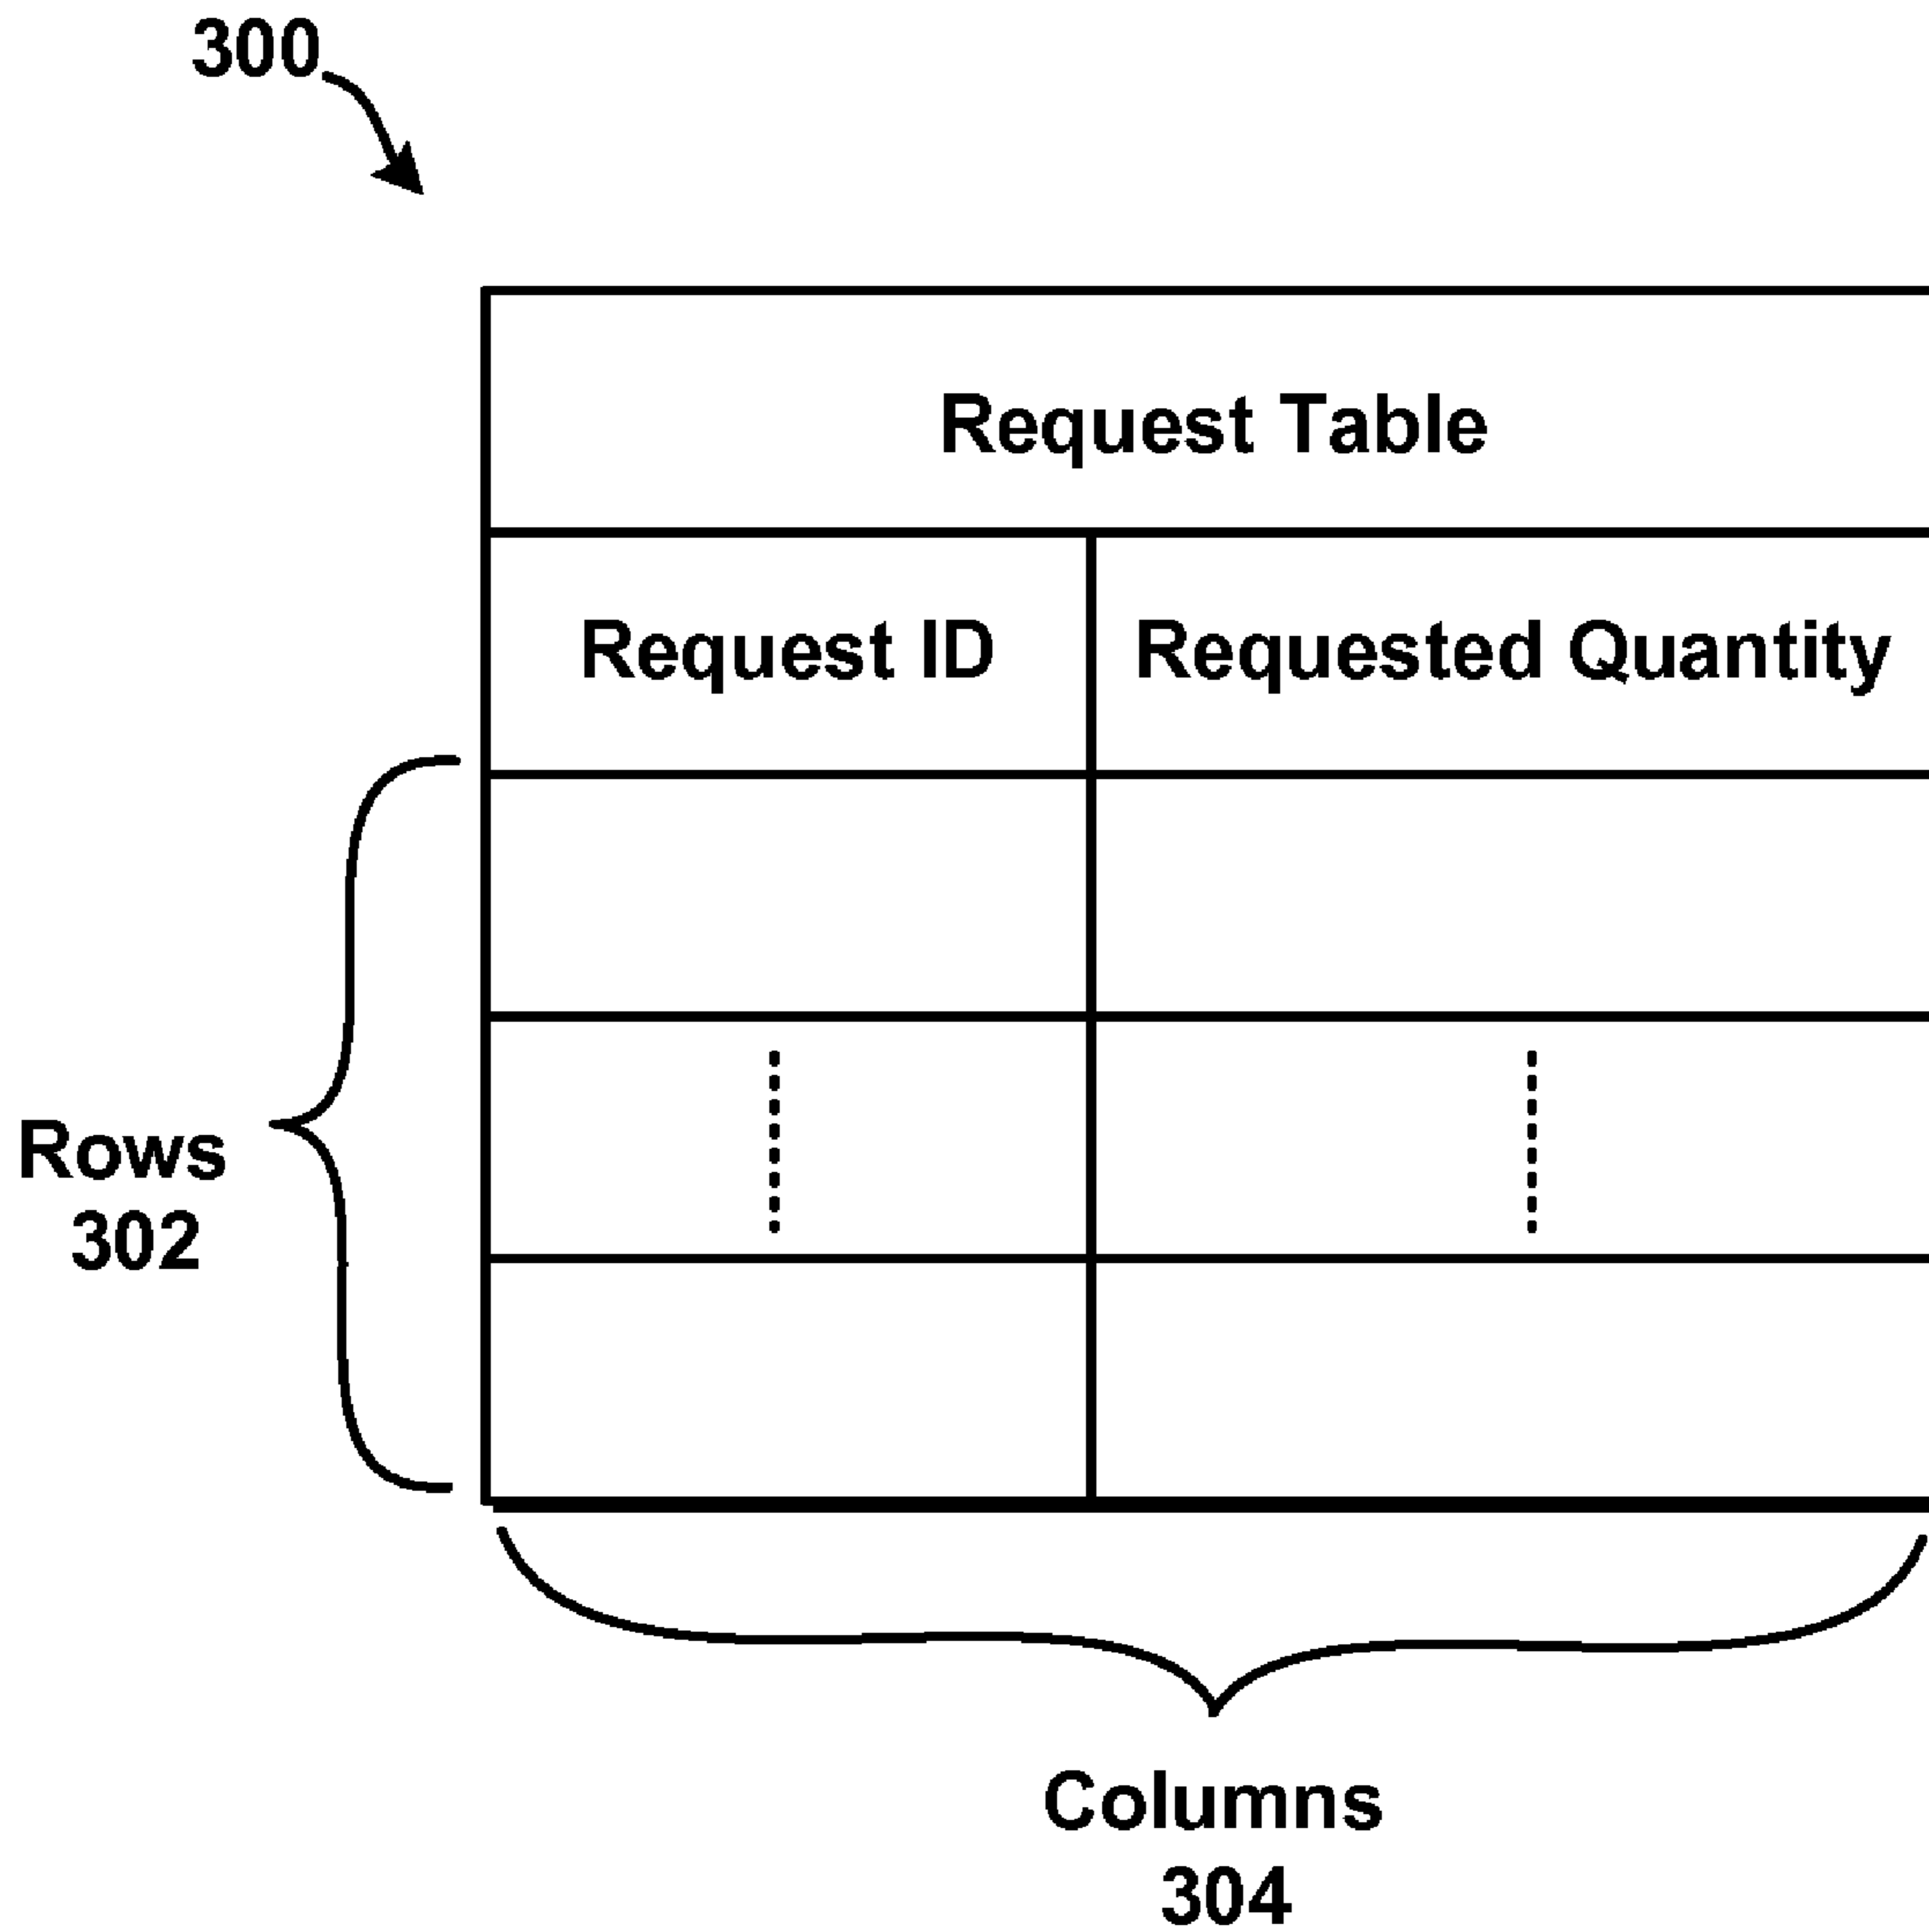 300
Request Table
Request ID Requested Quantity
Rows
302
Columns
304